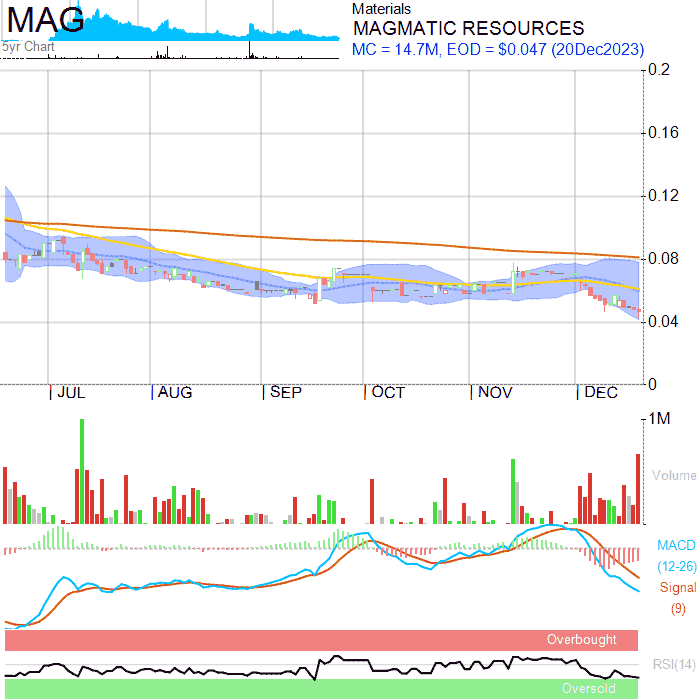 MAG
5yr Chart
Materials
MAGMATIC RESOURCES
MC = 14.7M, EOD = $0.047 (20Dec2023)
0.2
0.16
0.12
0.08
0.04
0
JUL AUG SEP OCT NOV DEC
1M
Volume
MACD
(12-26)
Signal
(9)
Overbought
RSI(14)
Oversold